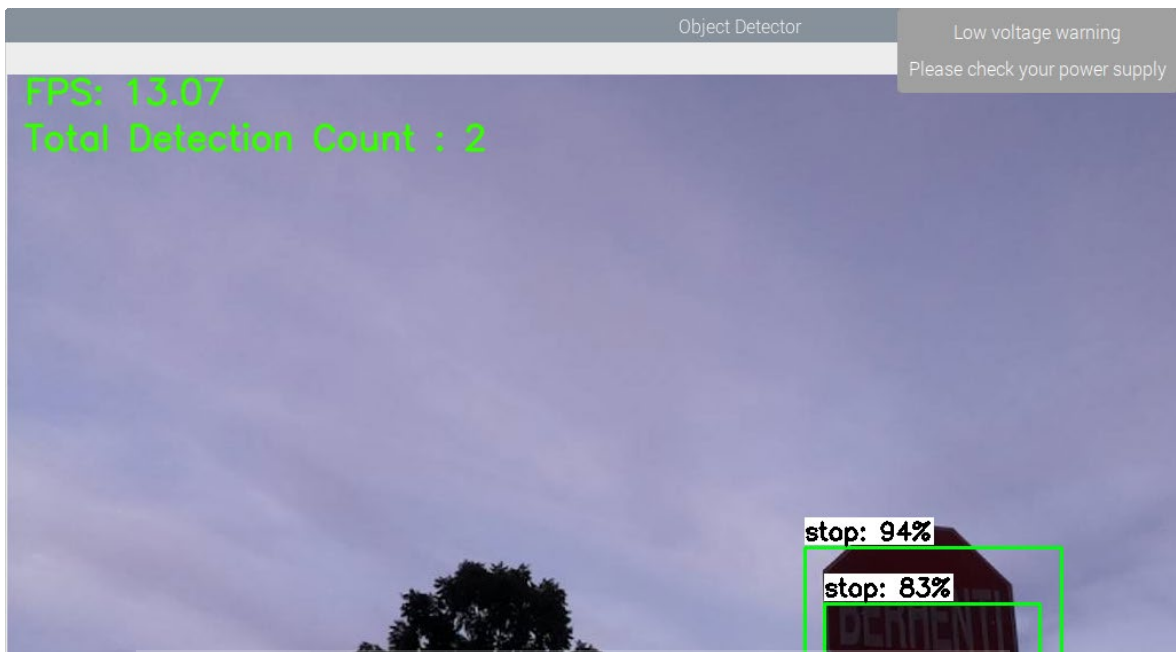 Object Detector
Low voltage warning
Please check your power supply
FPS: 13.07
Total Detection Count : 2
stop: 94%
stop: 83%
BERHENTI